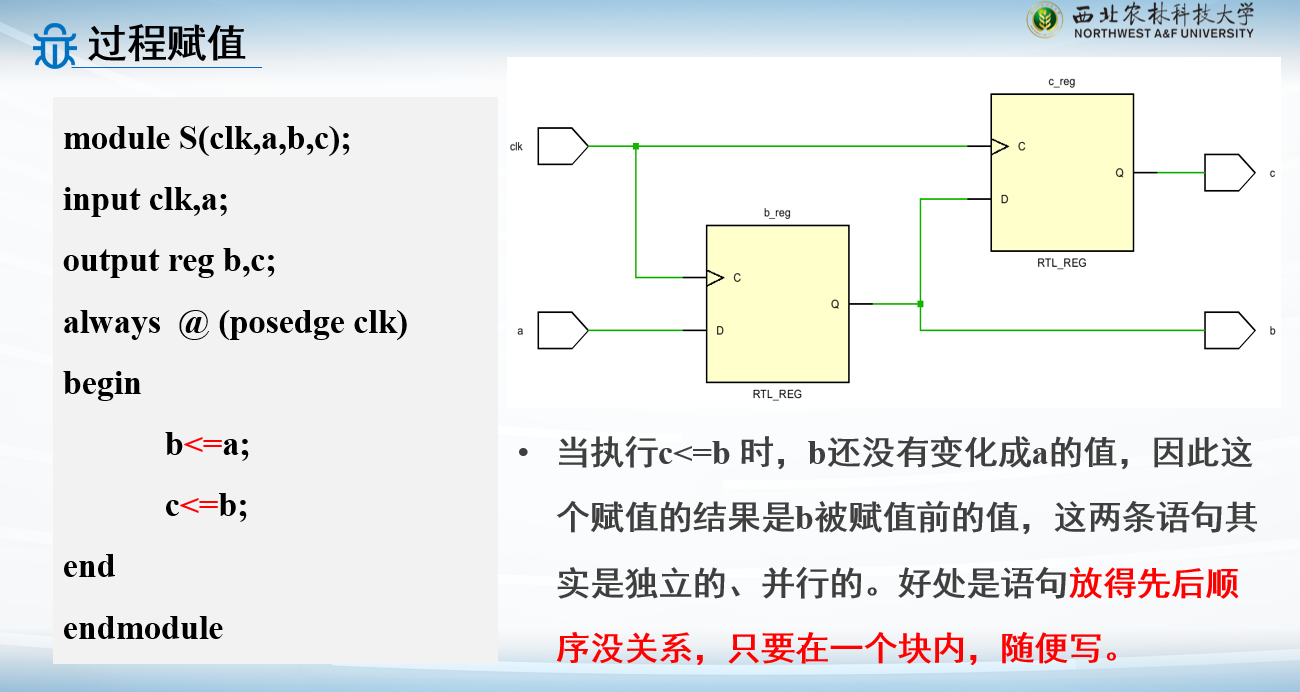 过程赋值
西北农林科技大学
NORTHWEST A&F UNIVERSITY
module S(clk,a,b,c);
input clk,a;
output reg b,c;
always @ (posedge clk)
begin
b<=a;
c<=b;
end
endmodule
c_reg
clk
C
Q
c
D
b_reg
RTL_REG
C
Q
a
D
b
RTL_REG
• 当执行c<=b 时，b还没有变化成a的值，因此这
个赋值的结果是b被赋值前的值，这两条语句其
实是独立的、并行的。好处是语句放得先后顺
序没关系，只要在一个块内，随便写。